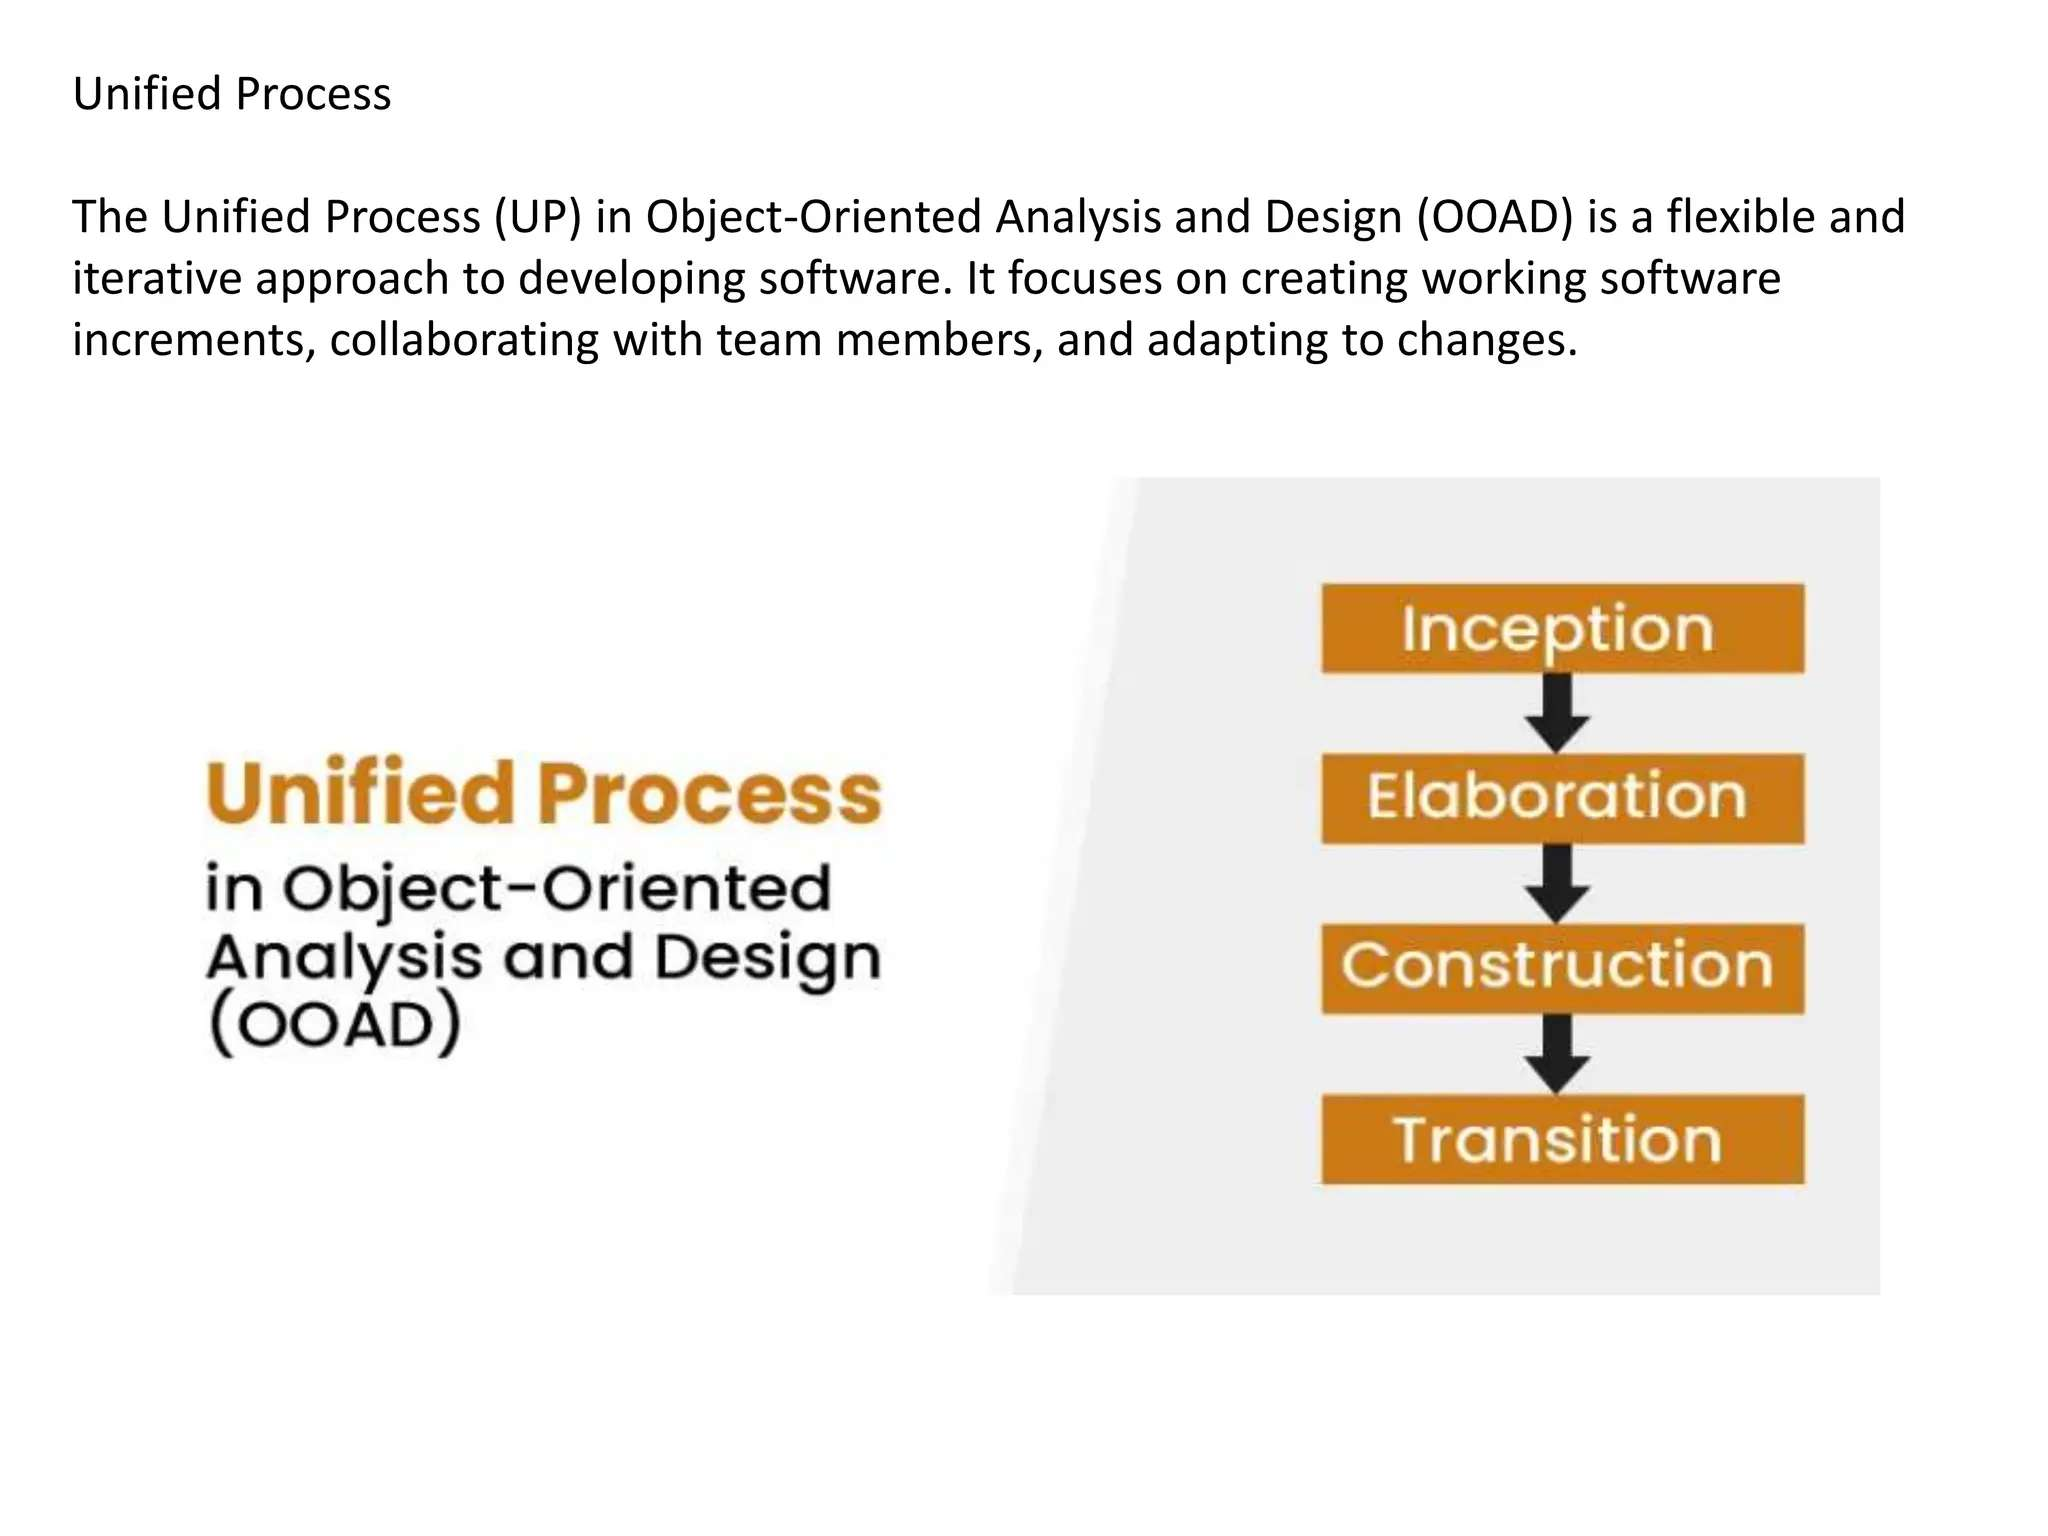 Unified Process
The Unified Process (UP) in Object-Oriented Analysis and Design (OOAD) is a flexible and
iterative approach to developing software. It focuses on creating working software
increments, collaborating with team members, and adapting to changes.
Unified Process
in Object-Oriented
Analysis and Design
(OOAD)
Inception
Elaboration
Construction
Transition